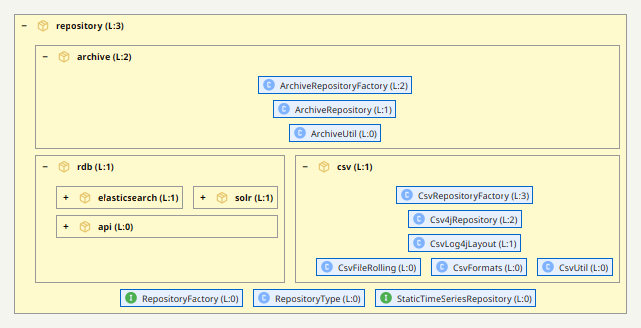 − repository (L:3)
− archive (L:2)
C ArchiveRepositoryFactory (L:2)
C ArchiveRepository (L:1)
C ArchiveUtil (L:0)
− rdb (L:1)
+ elasticsearch (L:1) + solr (L:1)
+ api (L:0)
− csv (L:1)
C CsvRepositoryFactory (L:3)
C Csv4jRepository (L:2)
C CsvLog4jLayout (L:1)
C CsvFileRolling (L:0) C CsvFormats (L:0) C CsvUtil (L:0)
I RepositoryFactory (L:0) C RepositoryType (L:0) I StaticTimeSeriesRepository (L:0)